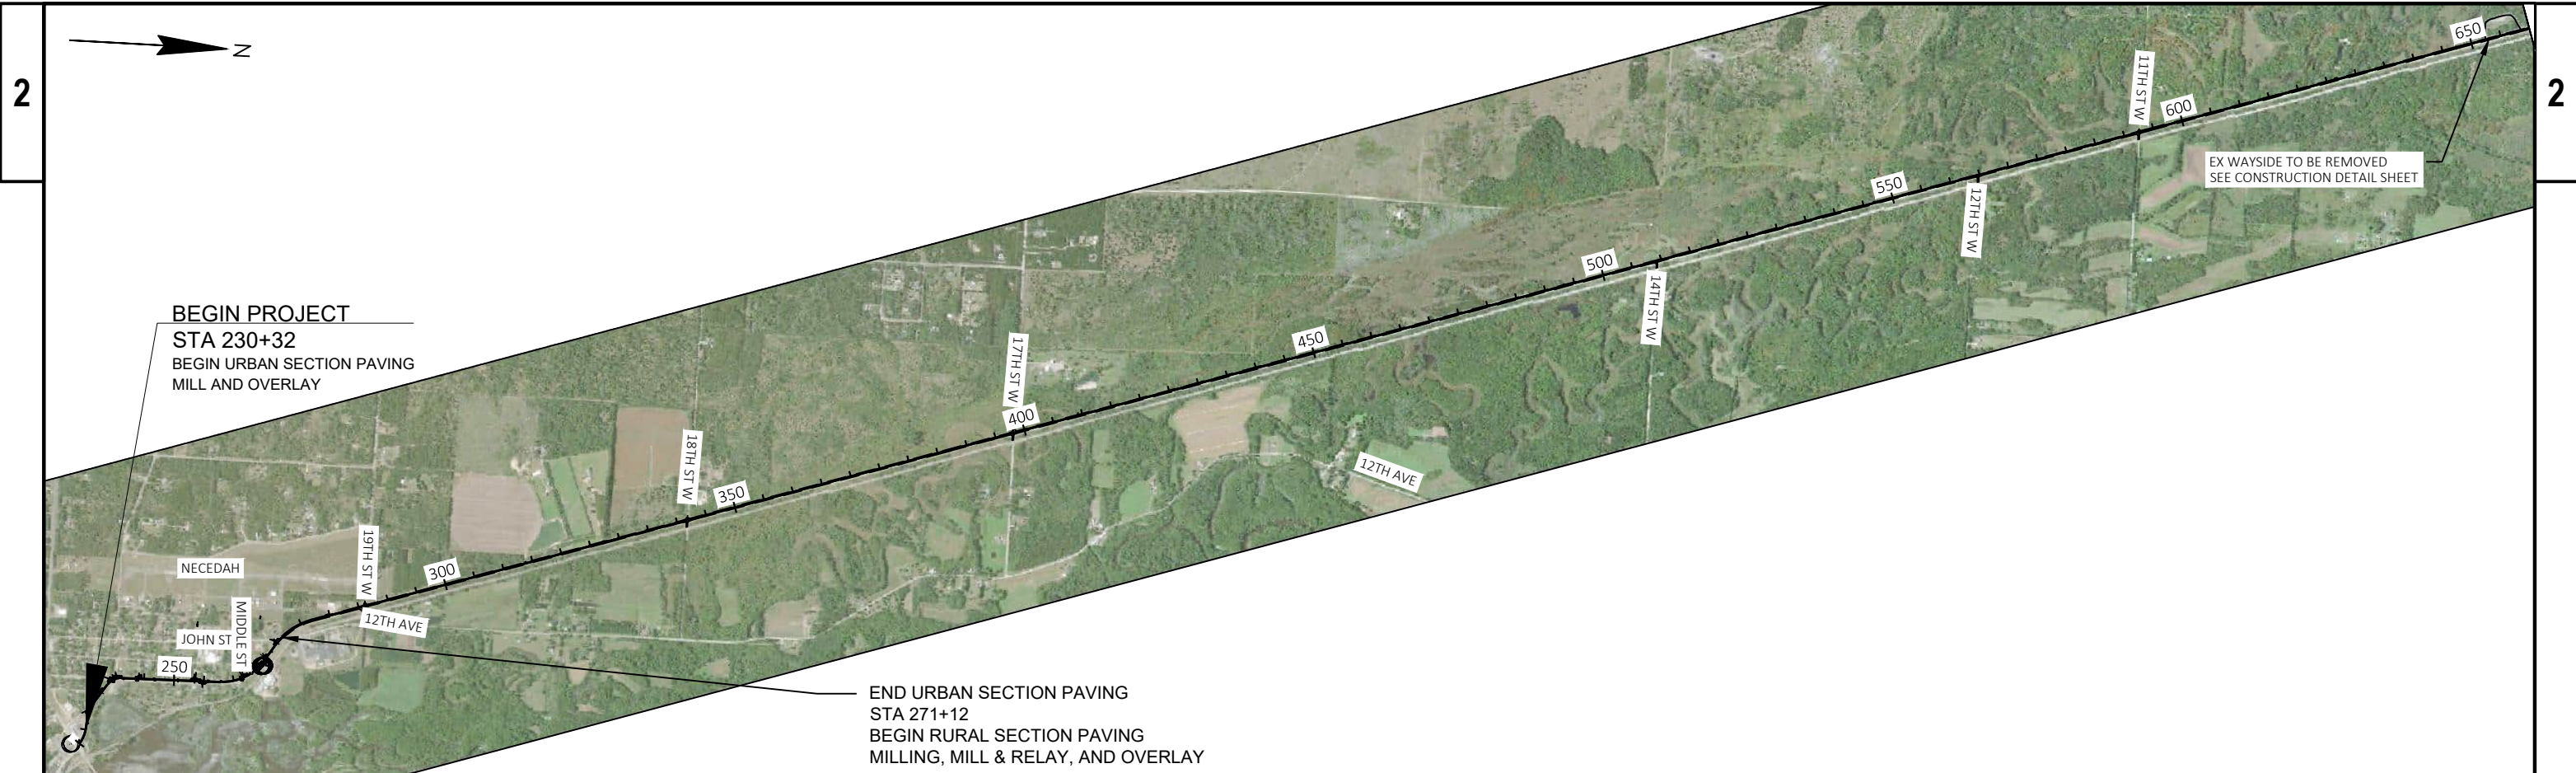 2
N
650
2
11TH ST W
600
EX WAYSIDE TO BE REMOVED
SEE CONSTRUCTION DETAIL SHEET
550
12TH ST W
500
14TH ST W
BEGIN PROJECT
STA 230+32
BEGIN URBAN SECTION PAVING
MILL AND OVERLAY
450
17TH ST W
400
12TH AVE
18TH ST W
350
19TH ST W
300
NECEDAH
MIDDLE ST
12TH AVE
JOHN ST
250
END URBAN SECTION PAVING
STA 271+12
BEGIN RURAL SECTION PAVING
MILLING, MILL & RELAY, AND OVERLAY